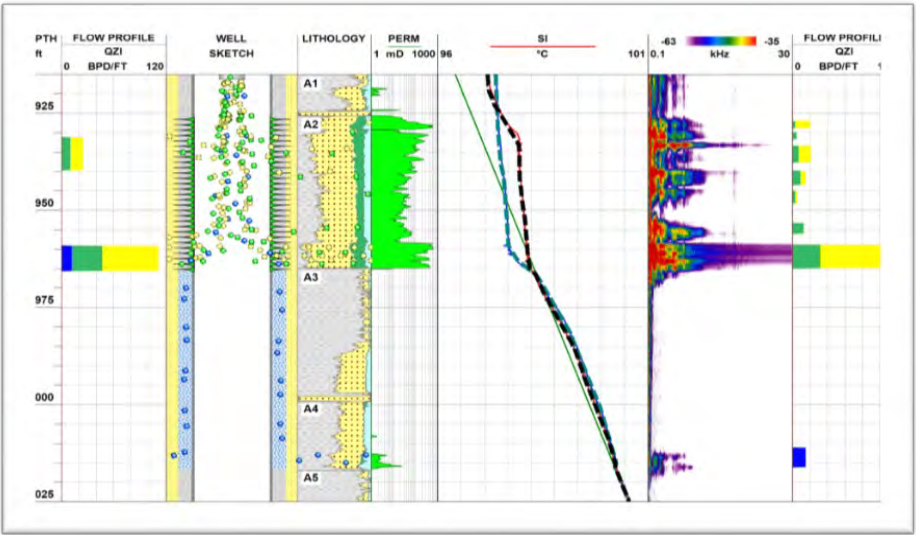 PTH FLOW PROFILE WELL LITHOLOGY PERM SI -63 -35 FLOW PROFILI
ft QZI SKETCH 1 mD 1000 96 °C 101 0.1 kHz 30 QZI
0 BPD/FT 120 0 BPD/FT
A1
925
A2
950
A3
975
000
A4
A5
025